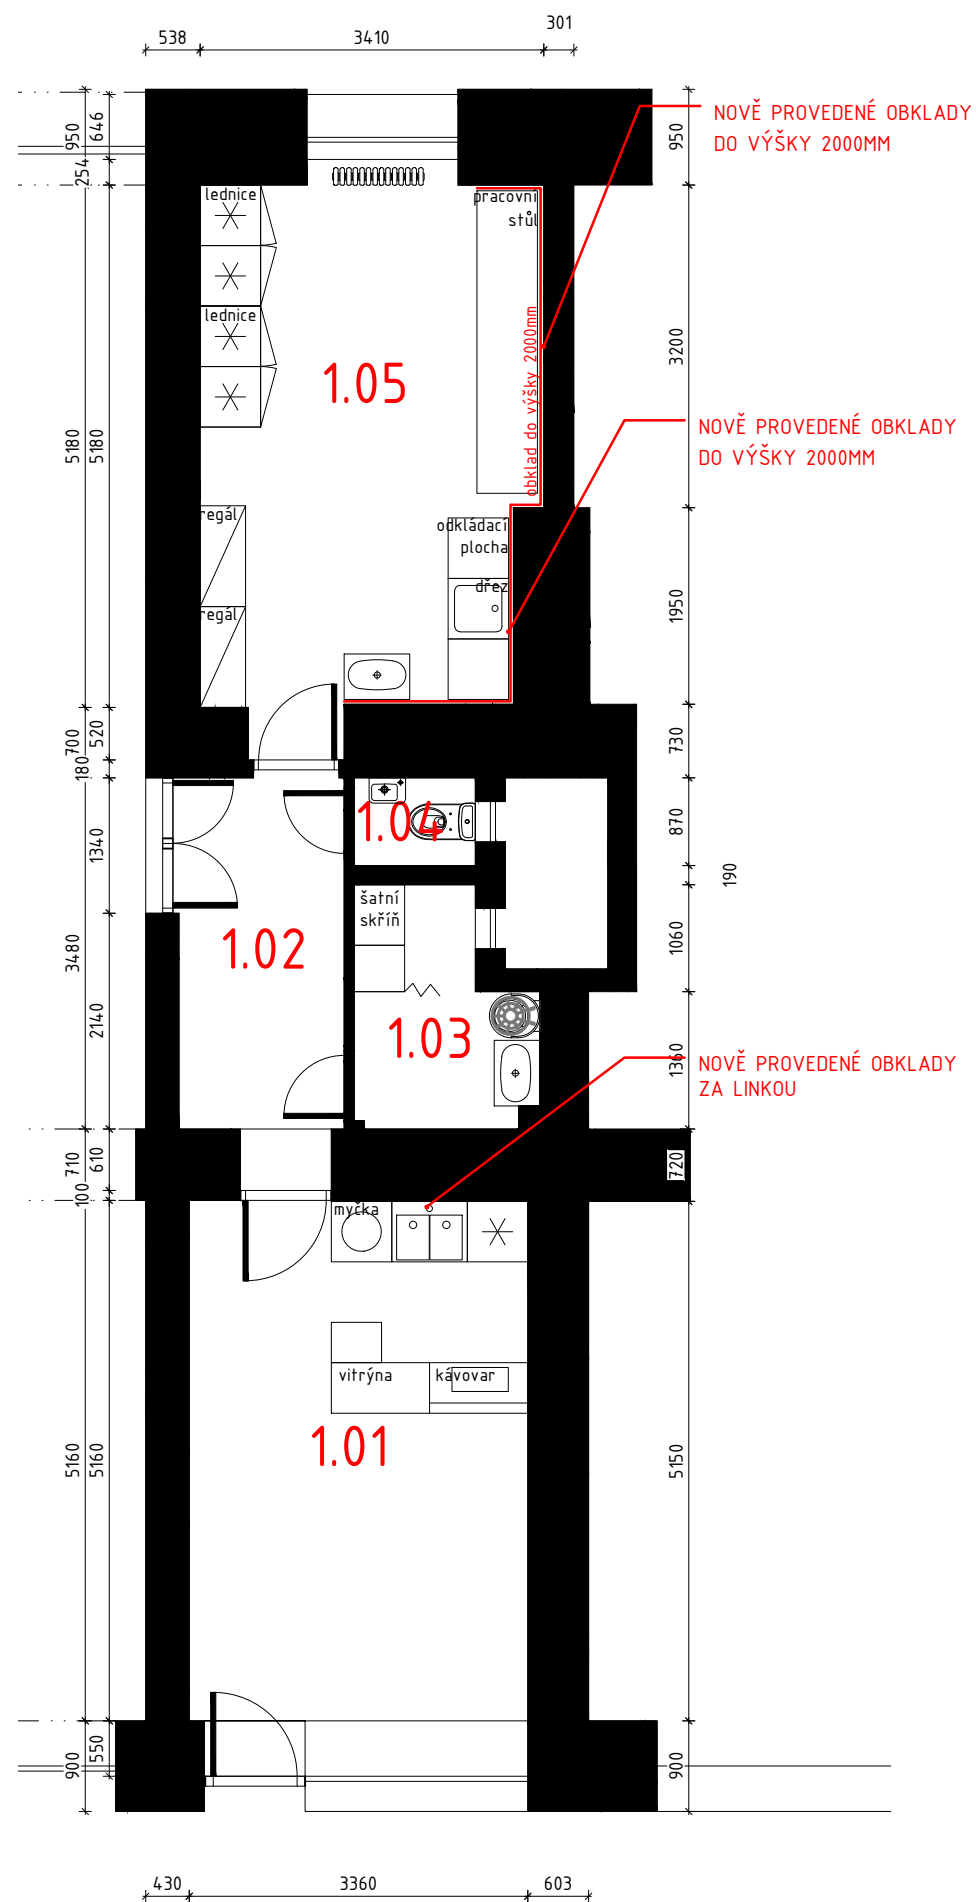 538
3410
301
950
646
254
950
NOVĚ PROVEDENÉ OBKLADY
DO VÝŠKY 2000MM
lednice
pracovní
stůl
lednice
obklad do výšky 2000mm
1.05
3200
5180
5180
NOVĚ PROVEDENÉ OBKLADY
DO VÝŠKY 2000MM
regál
odkládací
plocha
dřez
regál
1950
700
520
180
730
1.04
1340
870
190
šatní
skříň
1.02
3480
1060
2140
1.03
1360
NOVĚ PROVEDENÉ OBKLADY
ZA LINKOU
710
610
100
720
myčka
vitrýna
kávovar
1.01
5160
5160
5150
900
550
900
430
3360
603